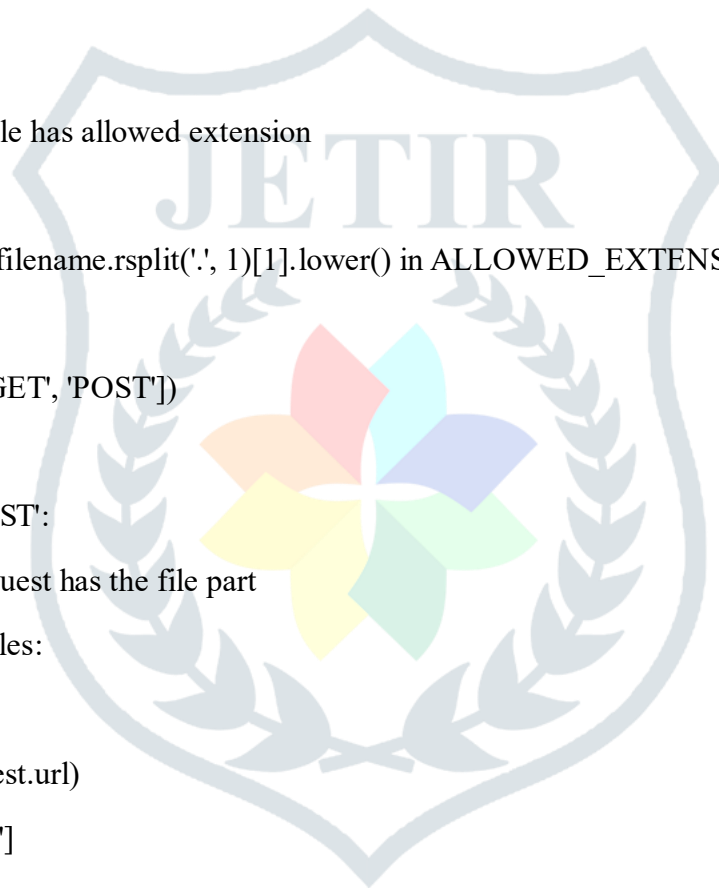 le has allowed extension
JETIR
filename.rsplit('.', 1)[1].lower() in ALLOWED_EXTENS
GET', 'POST'])
ST':
uest has the file part
les:
est.url)
']